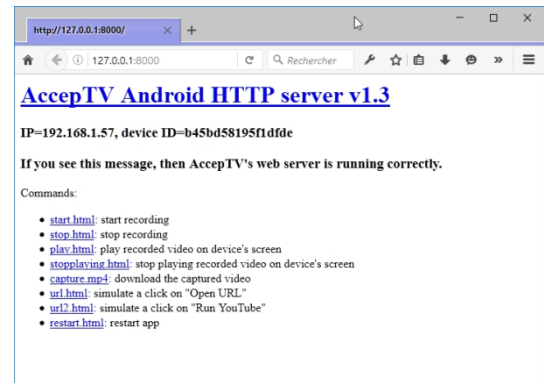 http://127.0.0.1:8000/
127.0.0.1:8000
Rechercher
AccepTV Android HTTP server v1.3
IP=192.168.1.57, device ID=b45bd58195f1dfde
If you see this message, then AccepTV's web server is running correctly.
Commands:
start.html: start recording
stop.html: stop recording
play.html: play recorded video on device's screen
stopplaying.html: stop playing recorded video on device's screen
capture.mp4: download the captured video
url.html: simulate a click on "Open URL"
url2.html: simulate a click on "Run YouTube"
restart.html: restart app